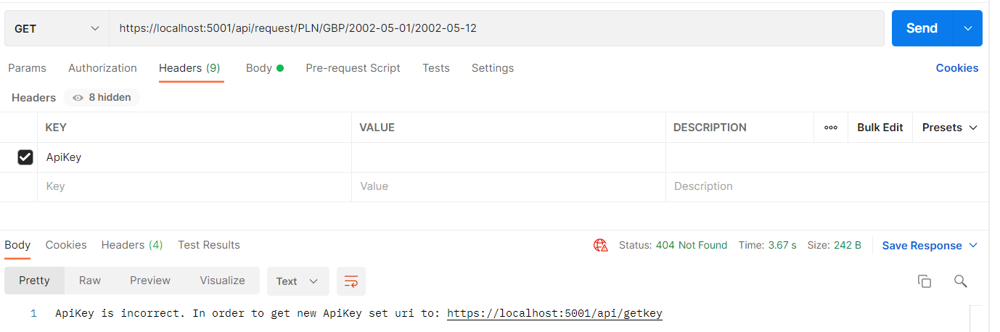 GET https://localhost:5001/api/request/PLN/GBP/2002-05-01/2002-05-12 Send
Params Authorization Headers (9) Body Pre-request Script Tests Settings Cookies
Headers 8 hidden
KEY VALUE DESCRIPTION Bulk Edit Presets
ApiKey
Key Value Description
Body Cookies Headers (4) Test Results Status: 404 Not Found Time: 3.67 s Size: 242 B Save Response
Pretty Raw Preview Visualize Text
1 ApiKey is incorrect. In order to get new ApiKey set uri to: https://localhost:5001/api/getkey